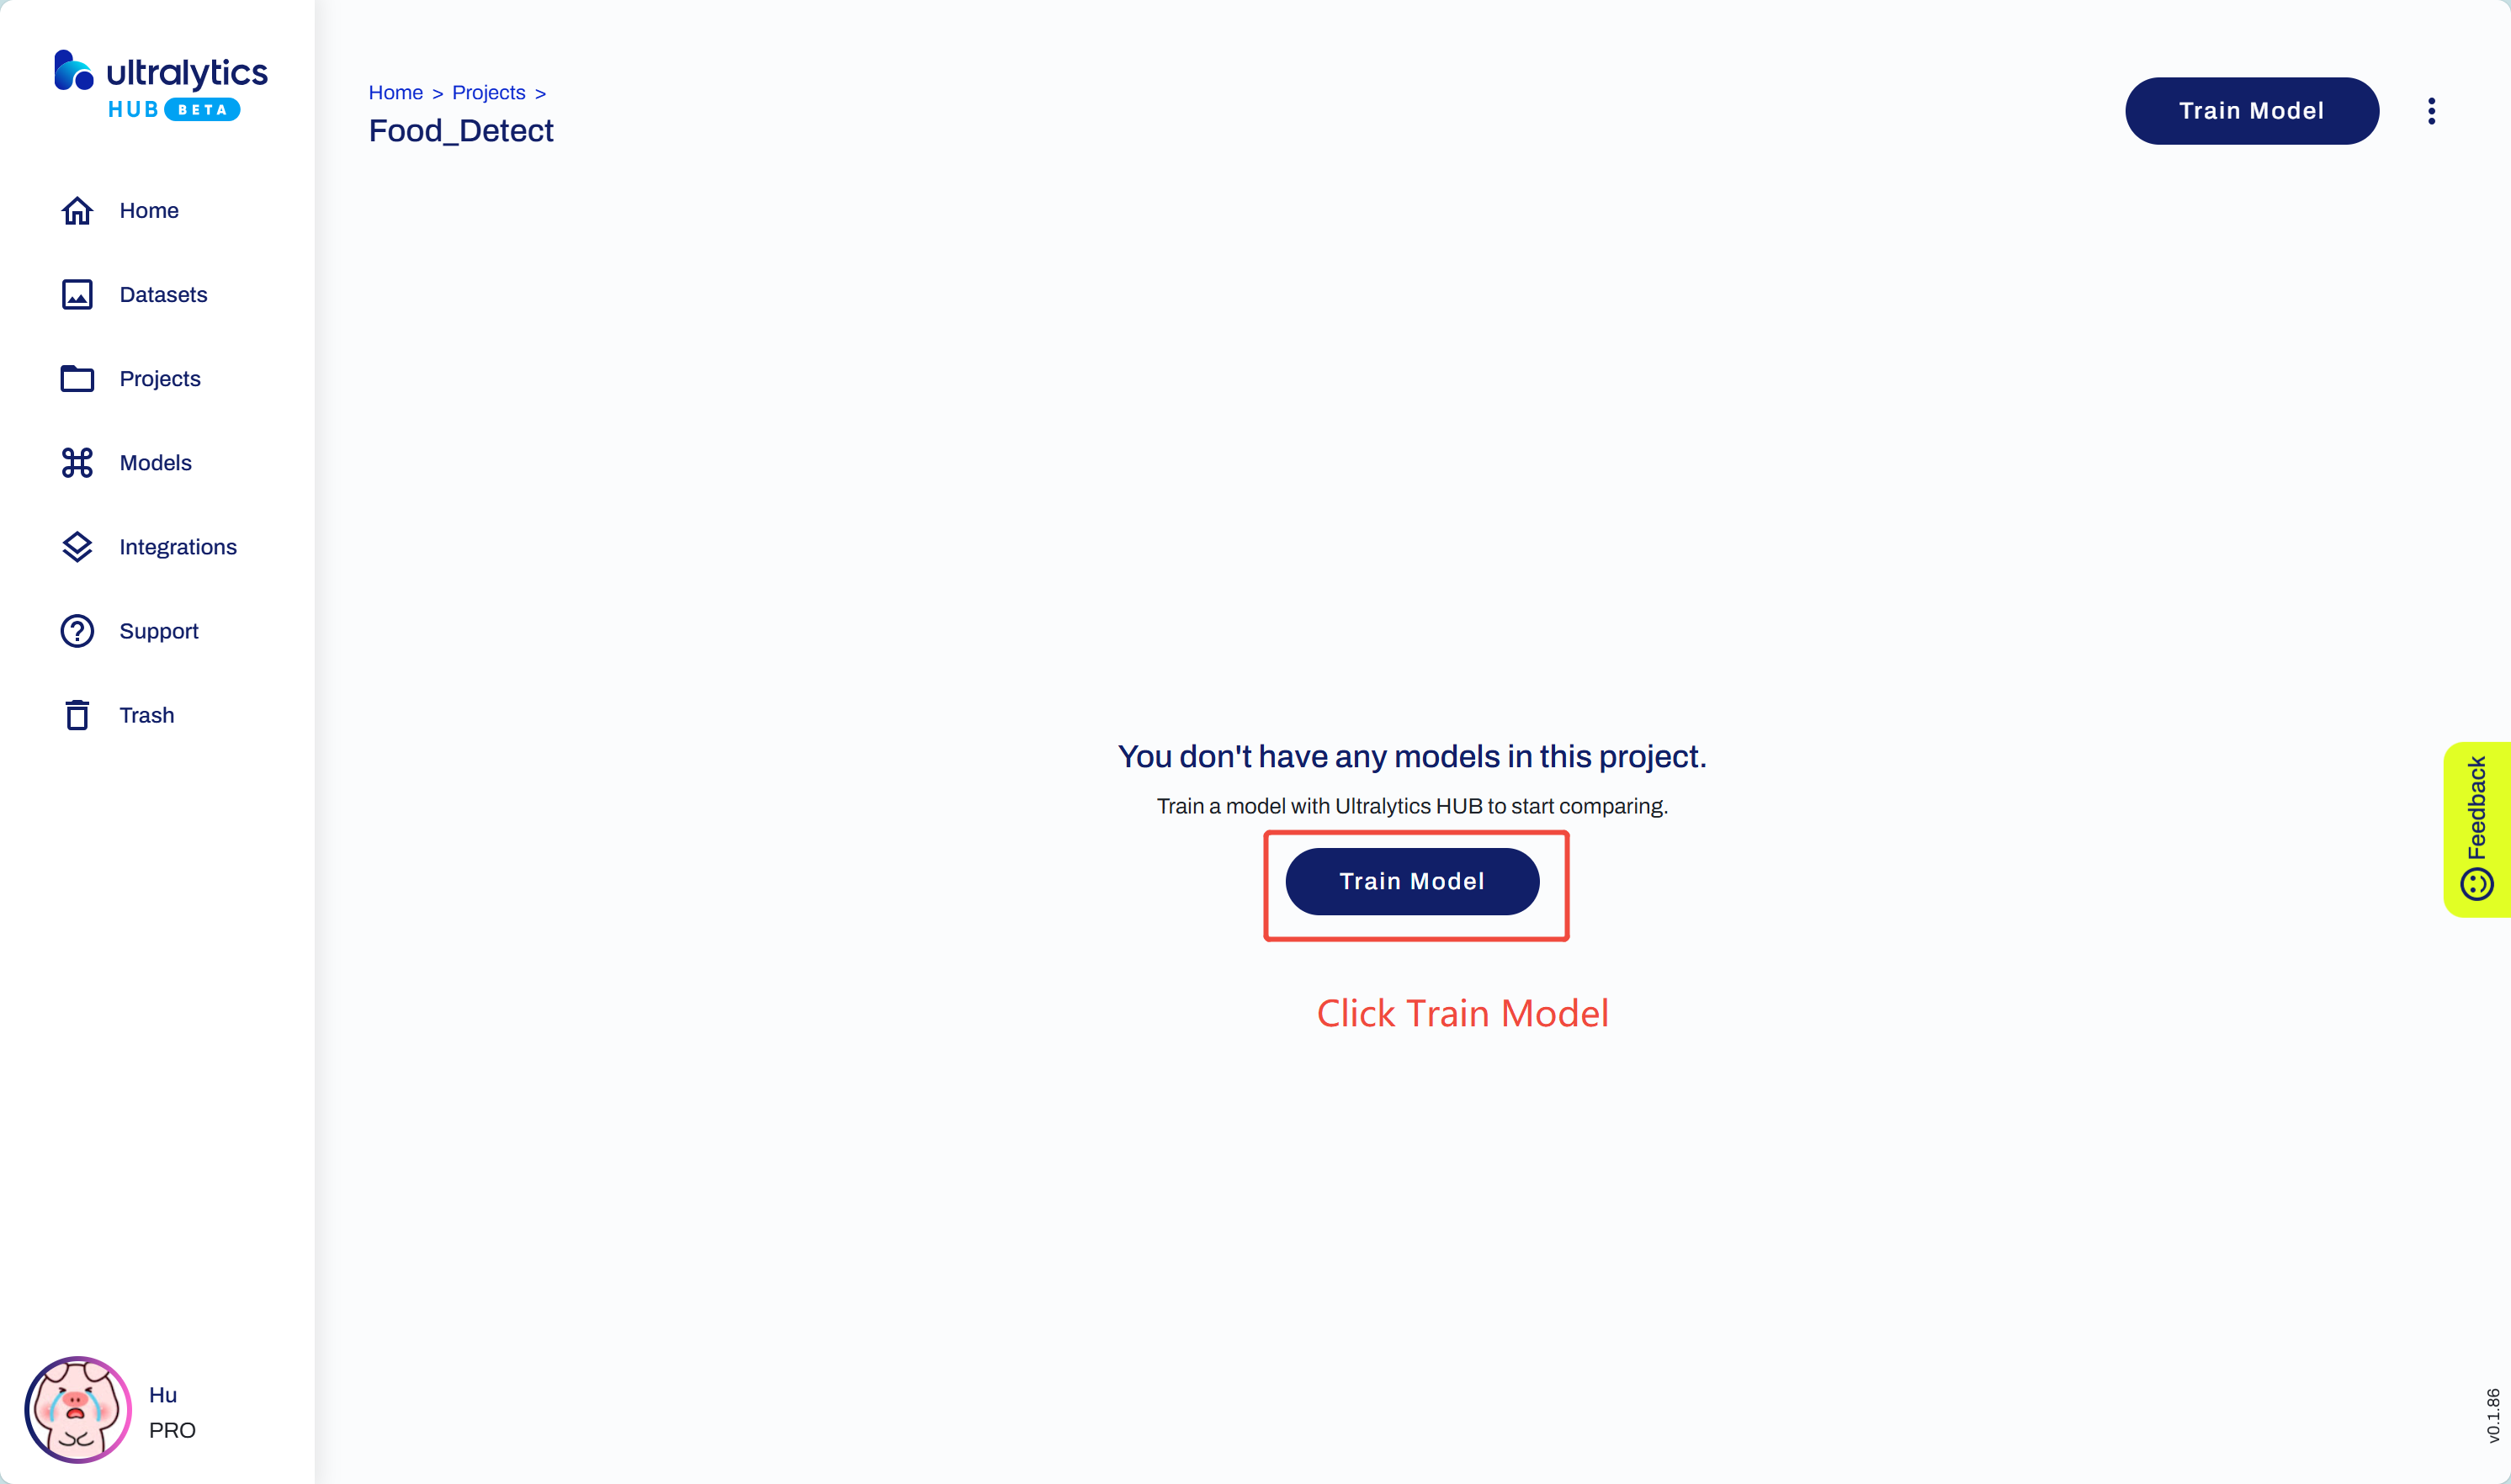 ultralytics
HUB BETA
Home
Datasets
Projects
Models
Integrations
Support
Trash
Hu
PRO
Home > Projects >
Food_Detect
Train Model
You don't have any models in this project.
Train a model with Ultralytics HUB to start comparing.
Train Model
Click Train Model
Feedback
v0.1.86